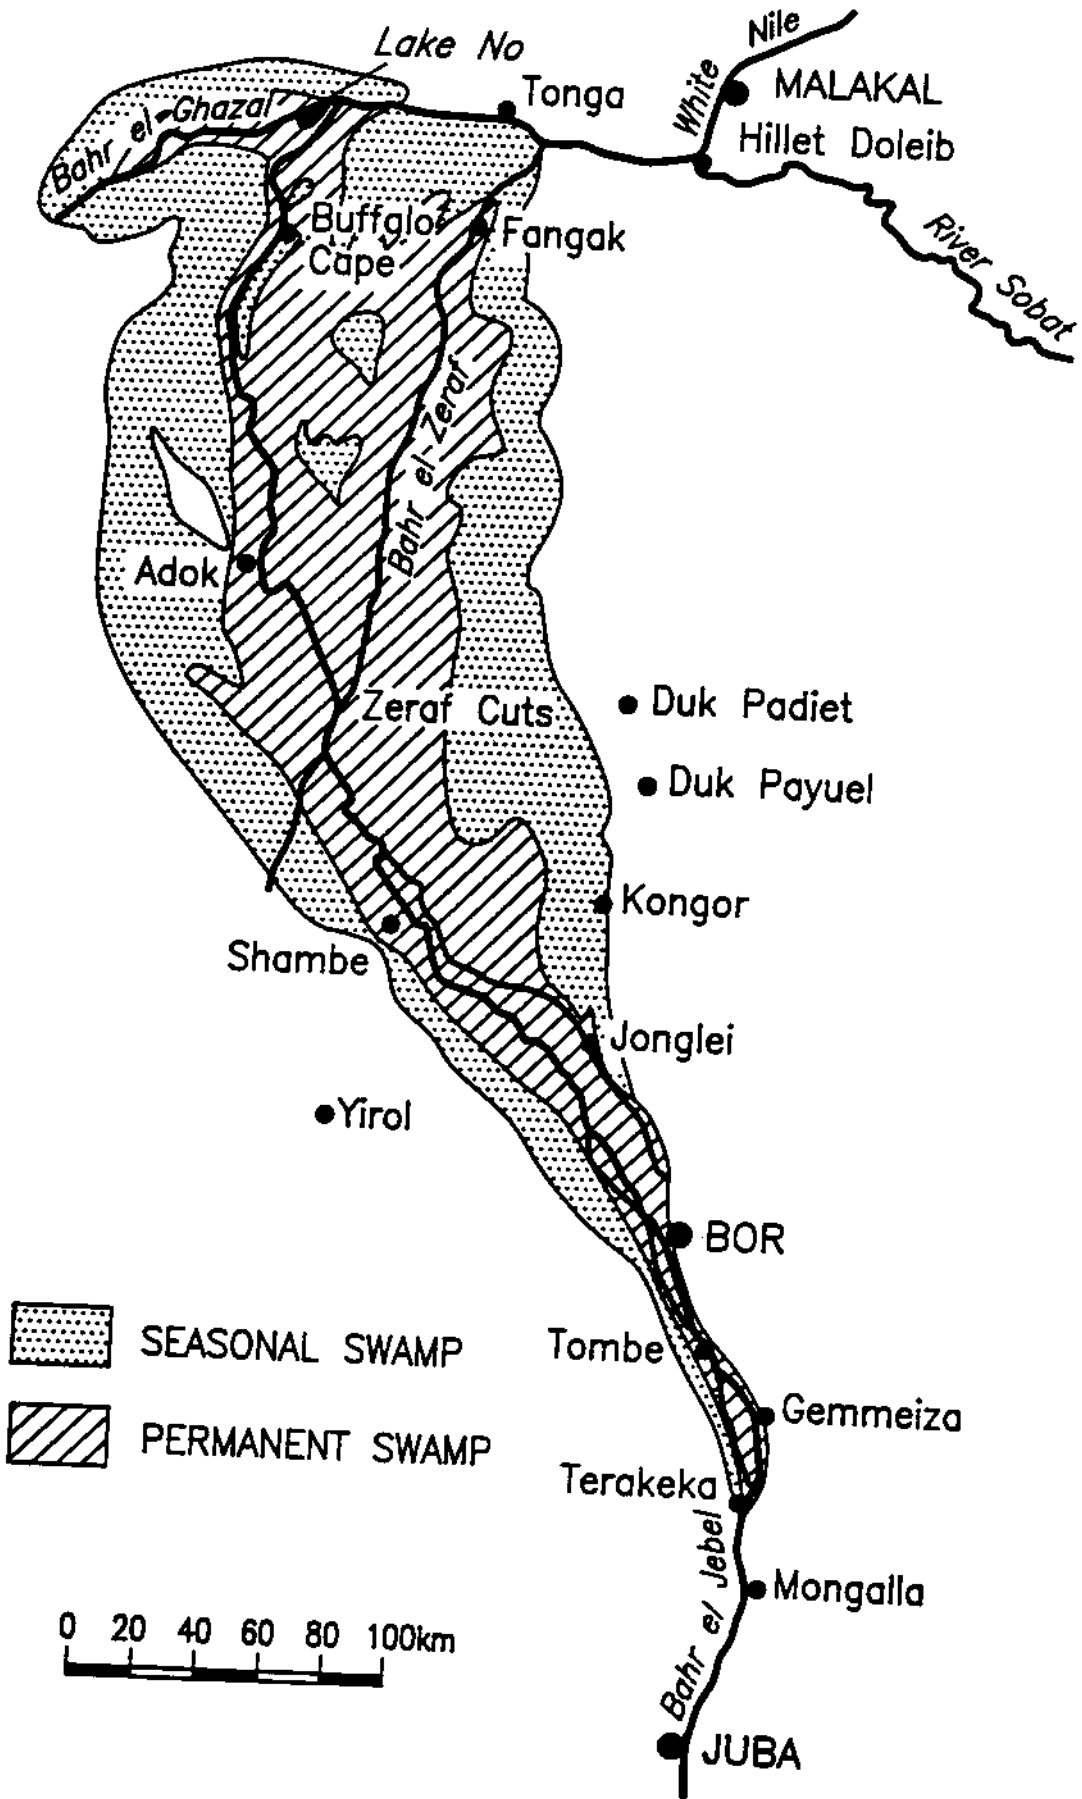 Lake No
Nile
White
Tonga
MALAKAL
Bahr el-Ghazal
Hillet Doleib
Buffalo
Cape
Fangak
River Sobat
Bahr el-Zeraf
Adok
Zeraf Cuts
Duk Padiet
Duk Payuel
Kongor
Shambe
Jonglei
Yirol
BOR
SEASONAL SWAMP
Tombe
Gemmeiza
PERMANENT SWAMP
Terakeka
Bahr el Jebel
Mongalla
0 20 40 60 80 100km
JUBA